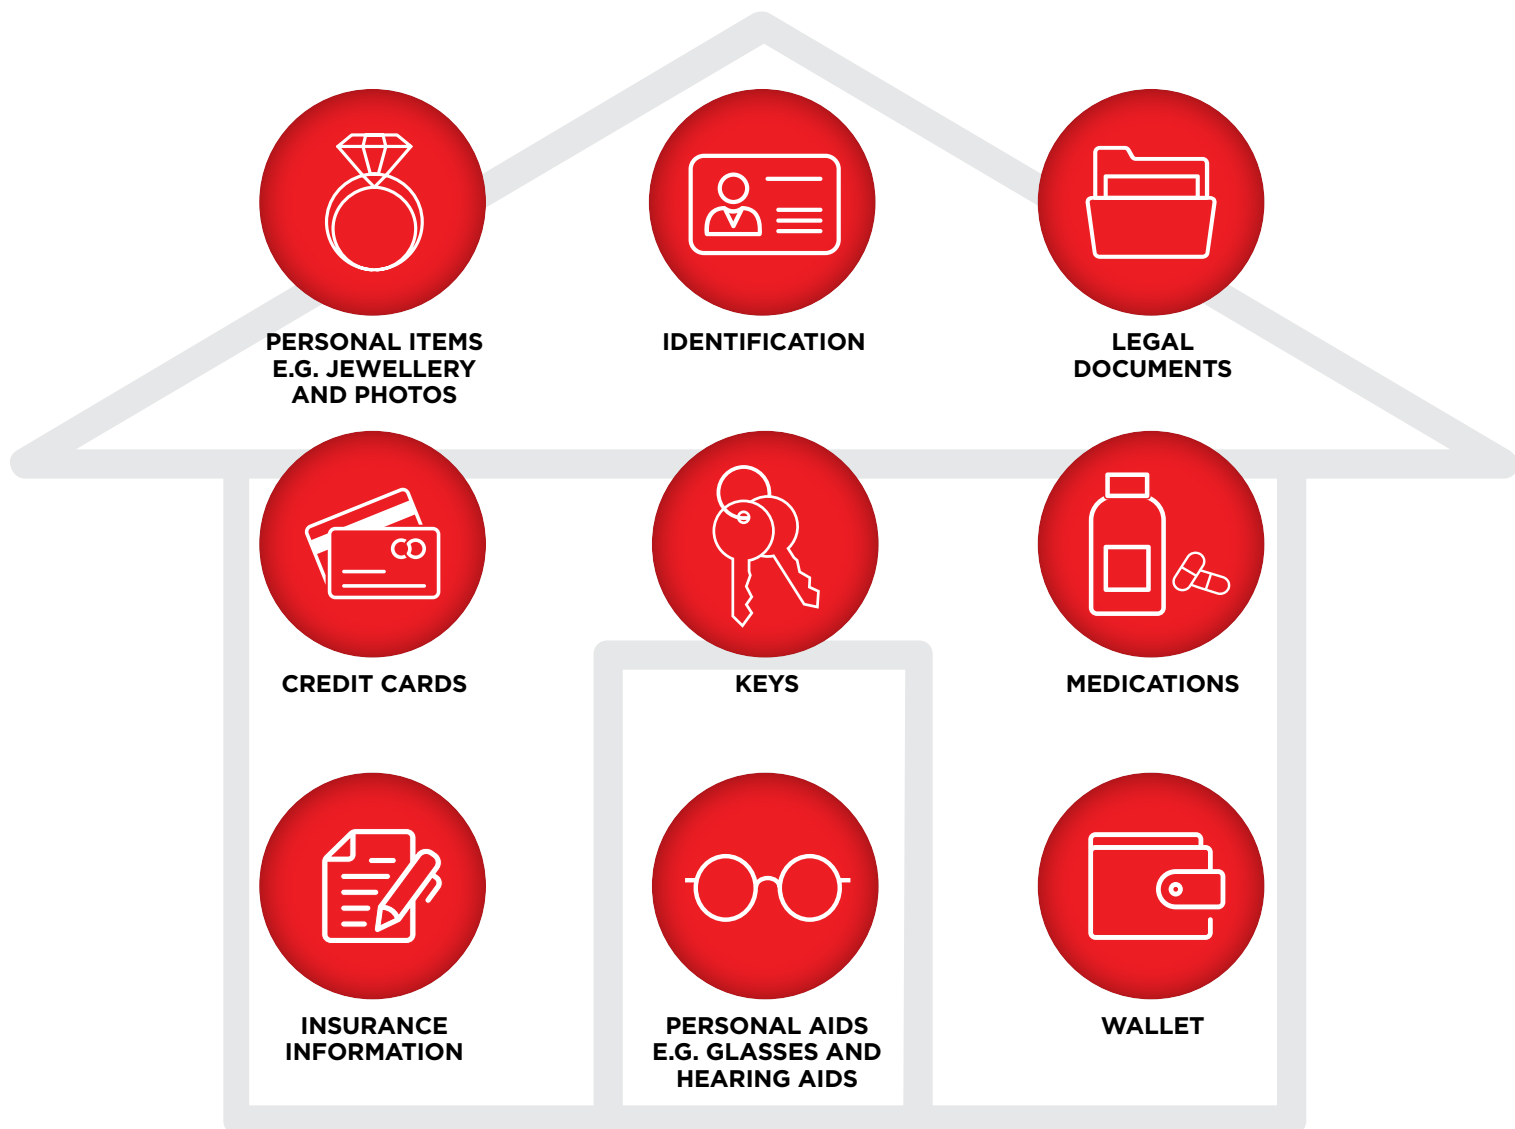 PERSONAL ITEMS
E.G. JEWELLERY
AND PHOTOS
IDENTIFICATION
LEGAL
DOCUMENTS
CREDIT CARDS
KEYS
MEDICATIONS
INSURANCE
INFORMATION
PERSONAL AIDS
E.G. GLASSES AND
HEARING AIDS
WALLET